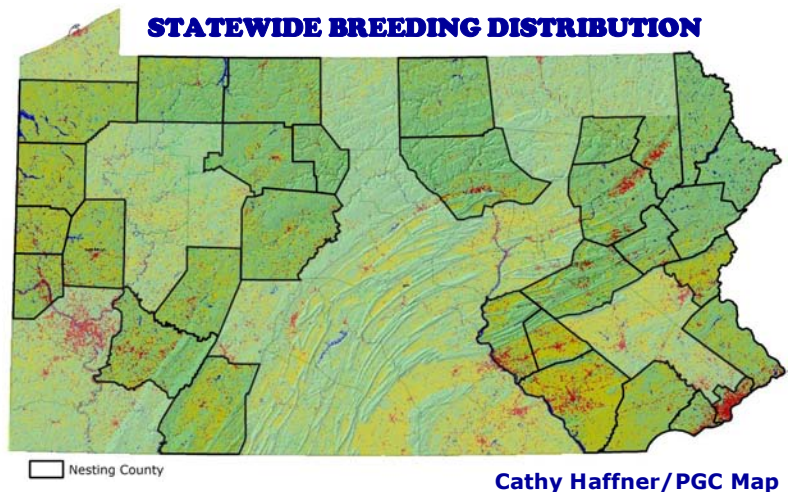 STATEWIDE BREEDING DISTRIBUTION
Nesting County
Cathy Haffner/PGC Map